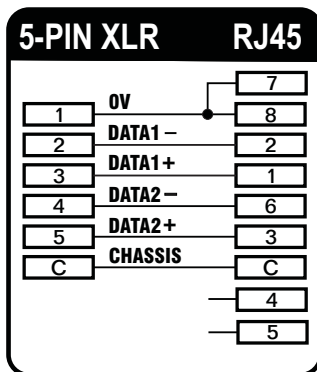 5-PIN XLR RJ45
7
1 0V 8
2 DATA1− 2
3 DATA1+ 1
4 DATA2− 6
5 DATA2+ 3
C CHASSIS C
4
5